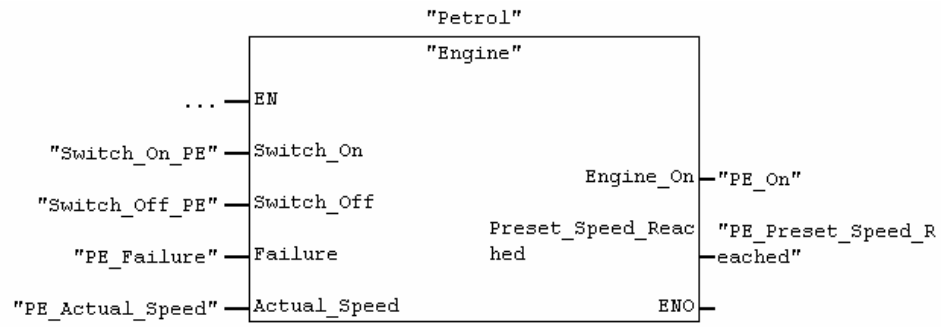 "Petrol"
"Engine"
... EN
"Switch_On_PE" Switch_On
Engine_On "PE_On"
"Switch_Off_PE" Switch_Off
Preset_Speed_Reac "PE_Preset_Speed_R
"PE_Failure" Failure hed eached"
"PE_Actual_Speed" Actual_Speed ENO